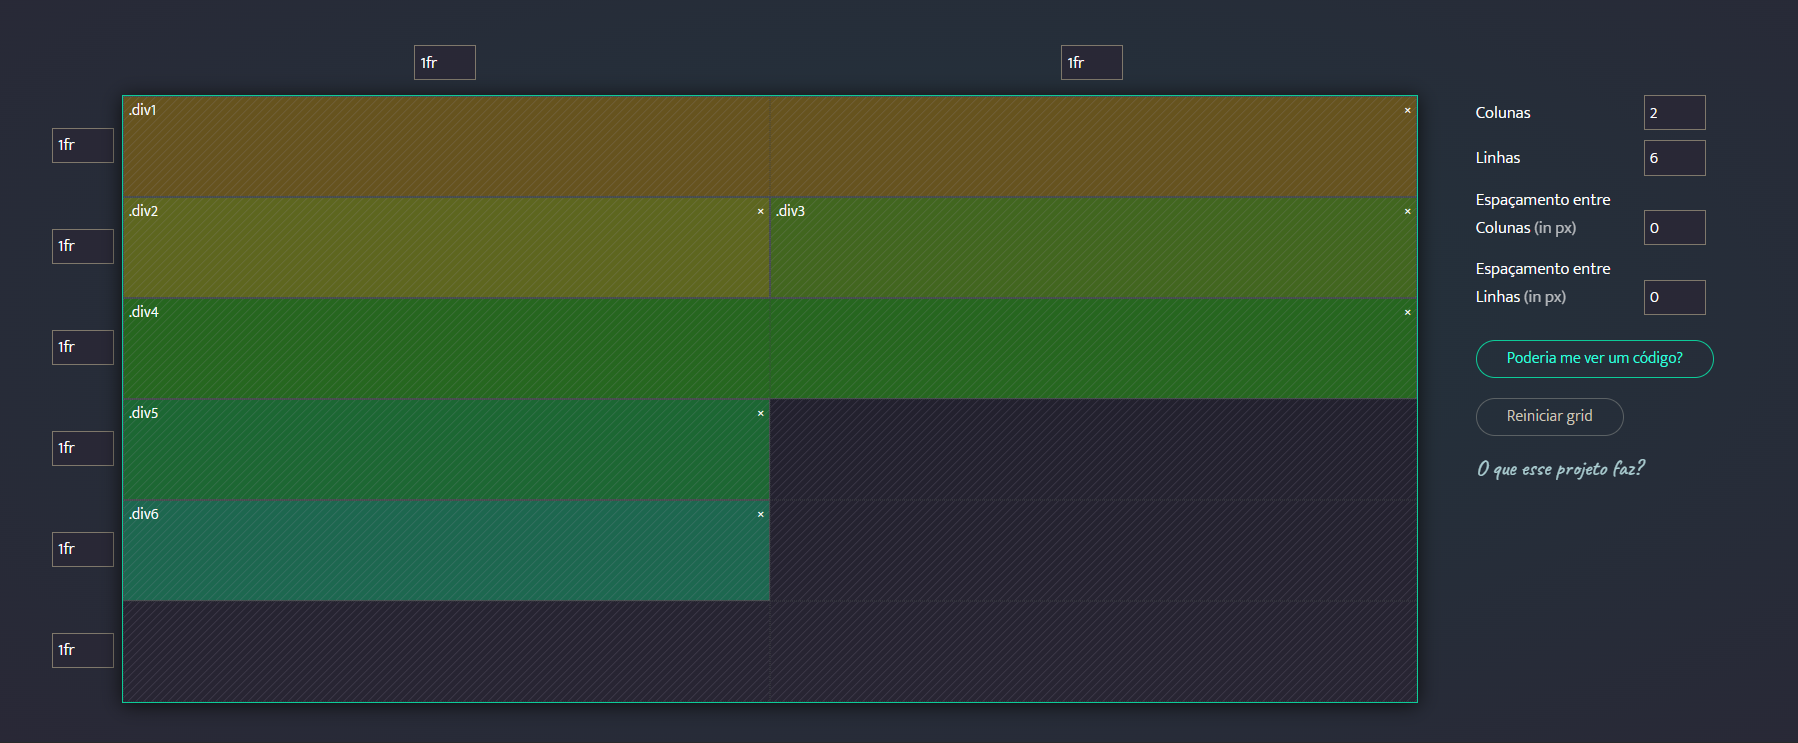 1fr
1fr
.div1
×
1fr
.div2
×
.div3
×
1fr
.div4
×
1fr
.div5
×
1fr
.div6
×
1fr
1fr
Colunas
2
Linhas
6
Espaçamento entre
Colunas (in px)
0
Espaçamento entre
Linhas (in px)
0
Poderia me ver um código?
Reiniciar grid
O que esse projeto faz?